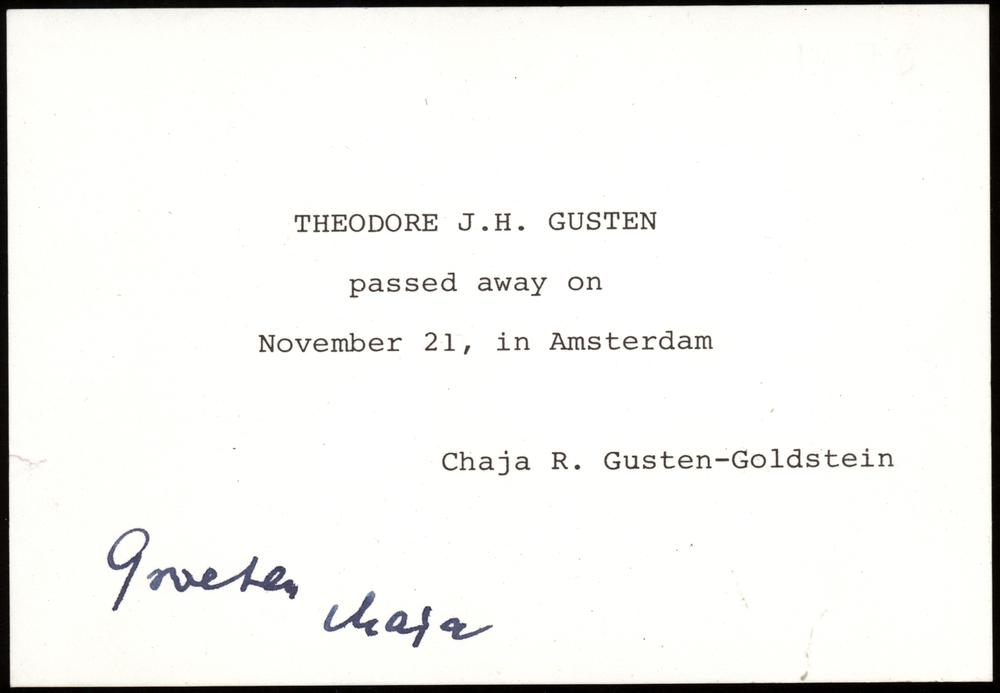 THEODORE J.H. GUSTEN
passed away on
November 21, in Amsterdam
Chaja R. Gusten-Goldstein
Groeten
Chaja